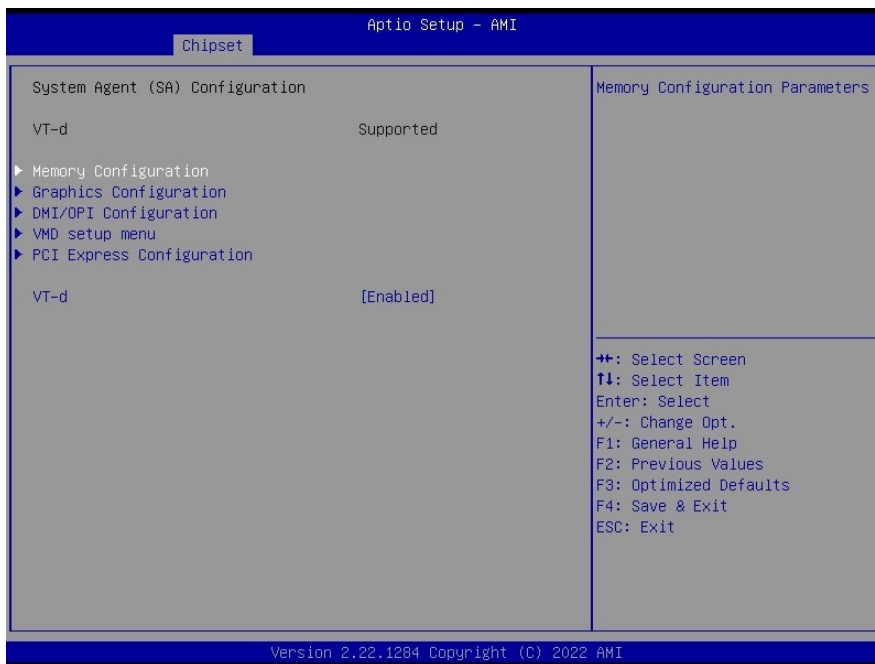 Aptio Setup – AMI
Chipset
System Agent (SA) Configuration
VT-d Supported
▶ Memory Configuration
▶ Graphics Configuration
▶ DMI/OPI Configuration
▶ VMD setup menu
▶ PCI Express Configuration
VT-d [Enabled]
Memory Configuration Parameters
→←: Select Screen
↑↓: Select Item
Enter: Select
+/-: Change Opt.
F1: General Help
F2: Previous Values
F3: Optimized Defaults
F4: Save & Exit
ESC: Exit
Version 2.22.1284 Copyright (C) 2022 AMI